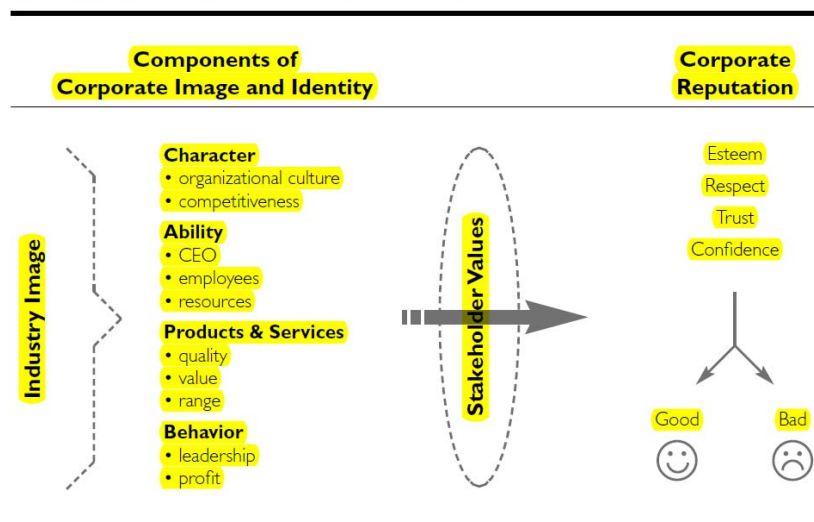 Components of
Corporate Image and Identity
Corporate
Reputation
Industry Image
Character
• organizational culture
• competitiveness
Ability
• CEO
• employees
• resources
Products & Services
• quality
• value
• range
Behavior
• leadership
• profit
Stakeholder Values
Esteem
Respect
Trust
Confidence
Good
Bad